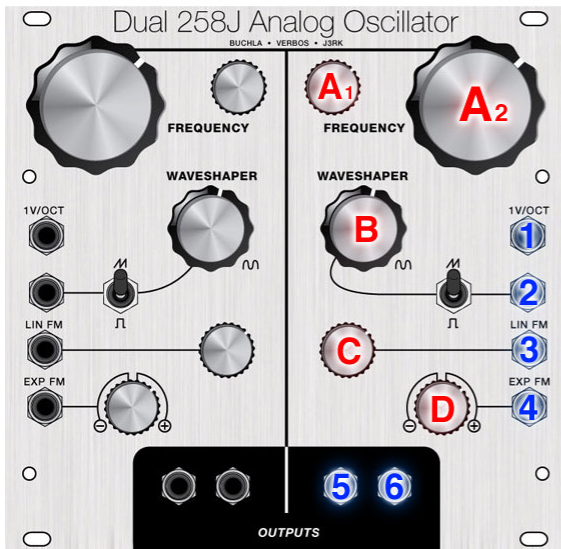 Dual 258J Analog Oscillator
BUCHLA • VERBOS • J3RK
A1
A2
FREQUENCY
FREQUENCY
WAVESHAPER
WAVESHAPER
1V/OCT
1V/OCT
B
1
2
LIN FM
LIN FM
C
3
EXP FM
EXP FM
D
4
5
6
OUTPUTS